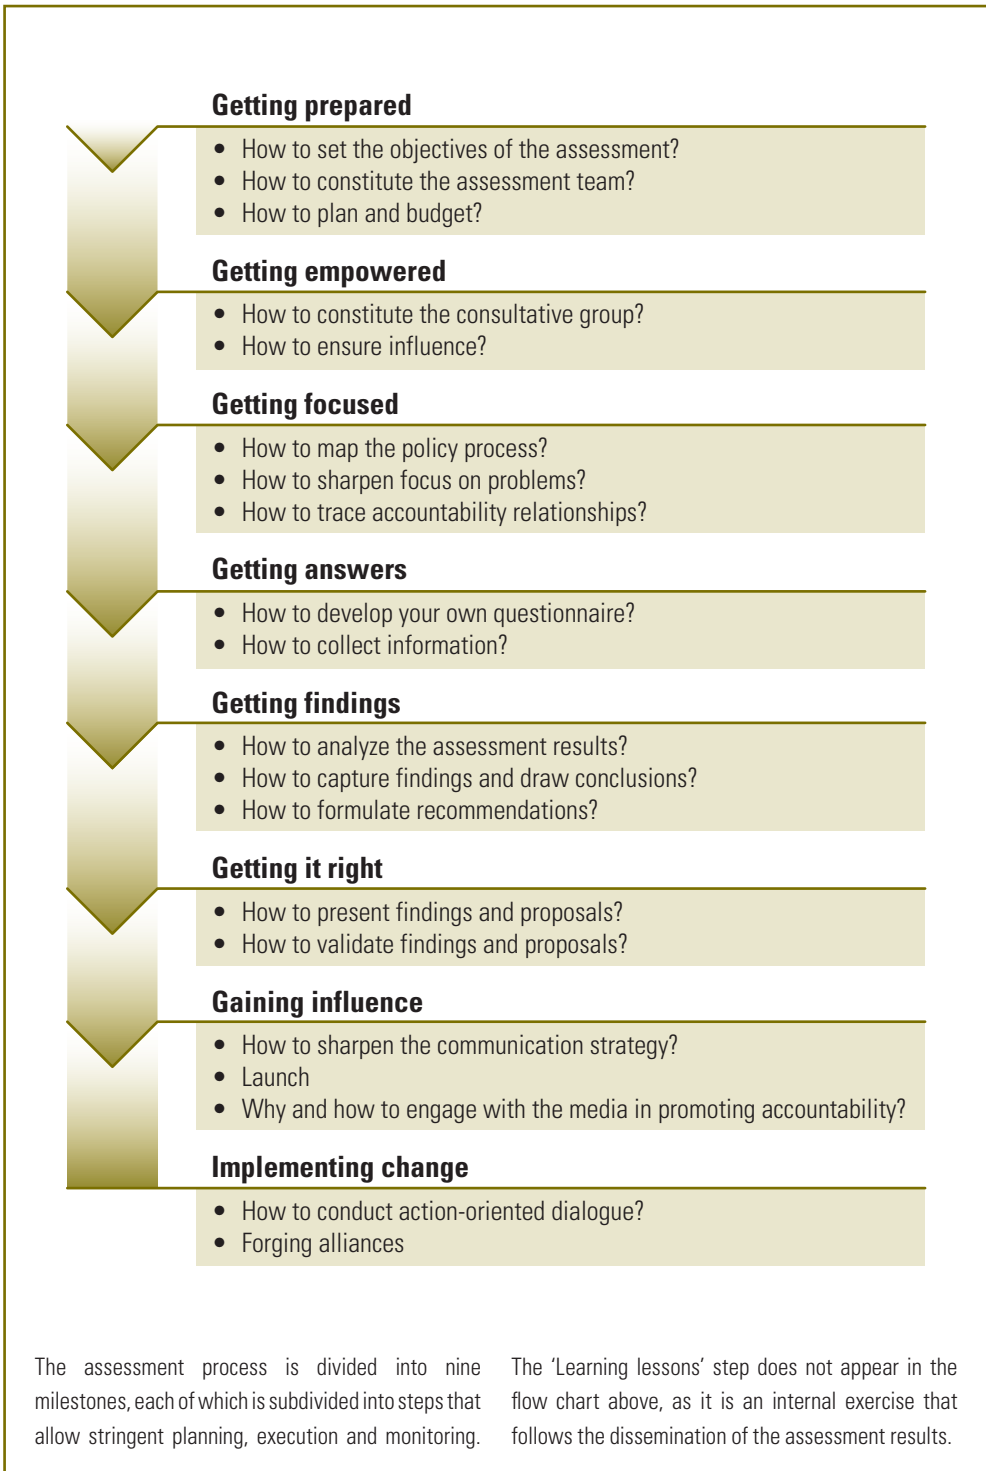 Getting prepared
• How to set the objectives of the assessment?
• How to constitute the assessment team?
• How to plan and budget?
Getting empowered
• How to constitute the consultative group?
• How to ensure influence?
Getting focused
• How to map the policy process?
• How to sharpen focus on problems?
• How to trace accountability relationships?
Getting answers
• How to develop your own questionnaire?
• How to collect information?
Getting findings
• How to analyze the assessment results?
• How to capture findings and draw conclusions?
• How to formulate recommendations?
Getting it right
• How to present findings and proposals?
• How to validate findings and proposals?
Gaining influence
• How to sharpen the communication strategy?
• Launch
• Why and how to engage with the media in promoting accountability?
Implementing change
• How to conduct action-oriented dialogue?
• Forging alliances
The assessment process is divided into nine
milestones, each of which is subdivided into steps that
allow stringent planning, execution and monitoring.
The ‘Learning lessons’ step does not appear in the
flow chart above, as it is an internal exercise that
follows the dissemination of the assessment results.